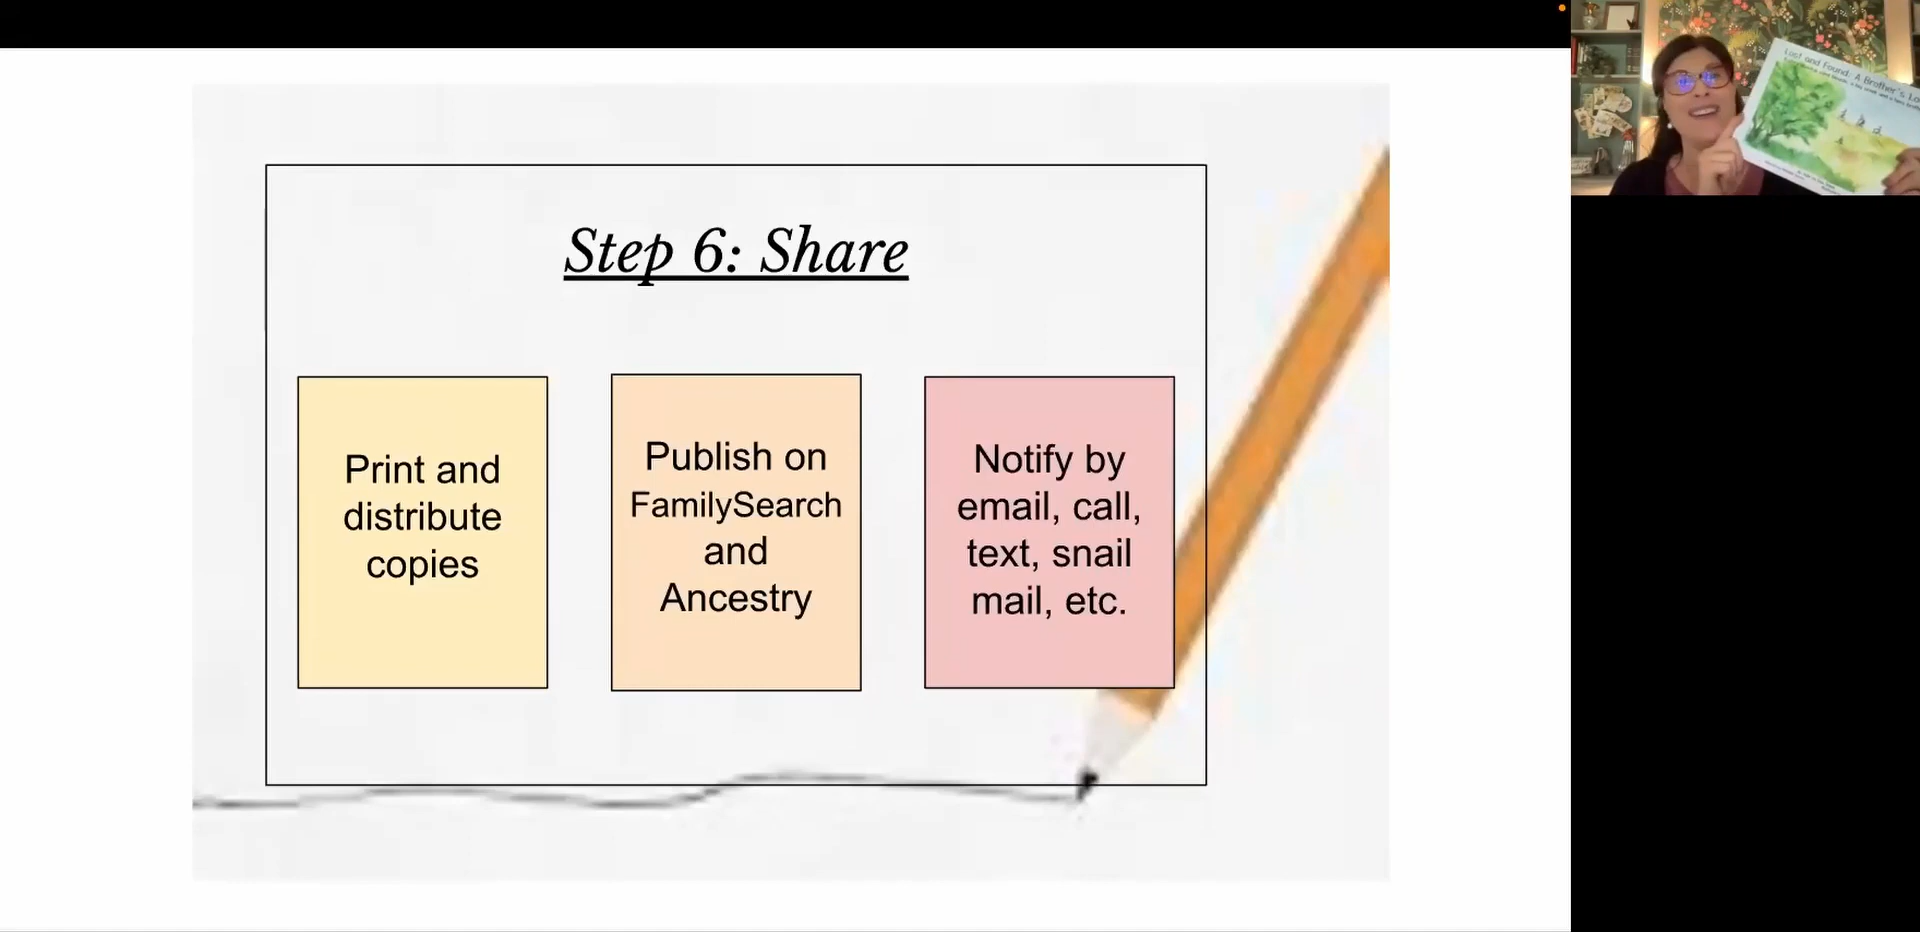 Step 6: Share
Print and
distribute
copies
Publish on
FamilySearch
and
Ancestry
Notify by
email, call,
text, snail
mail, etc.
Lost and Found: A Brother's